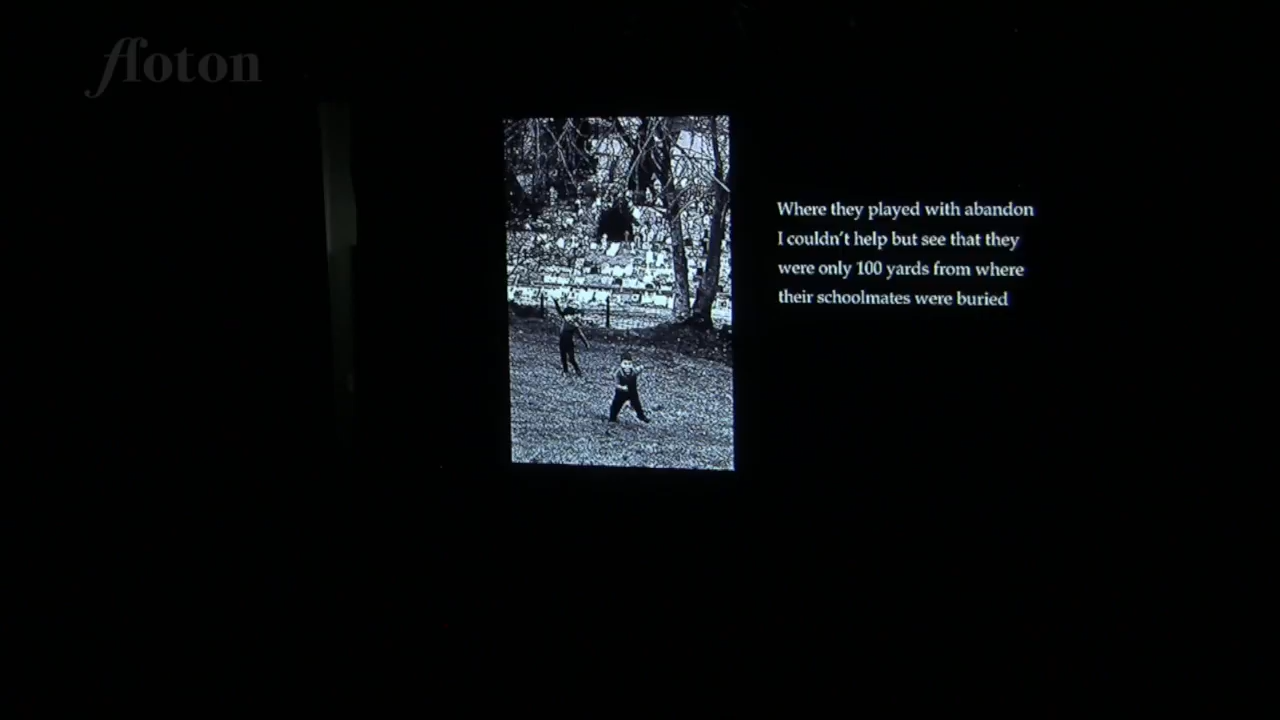 ffoton
Where they played with abandon
I couldn't help but see that they
were only 100 yards from where
their schoolmates were buried